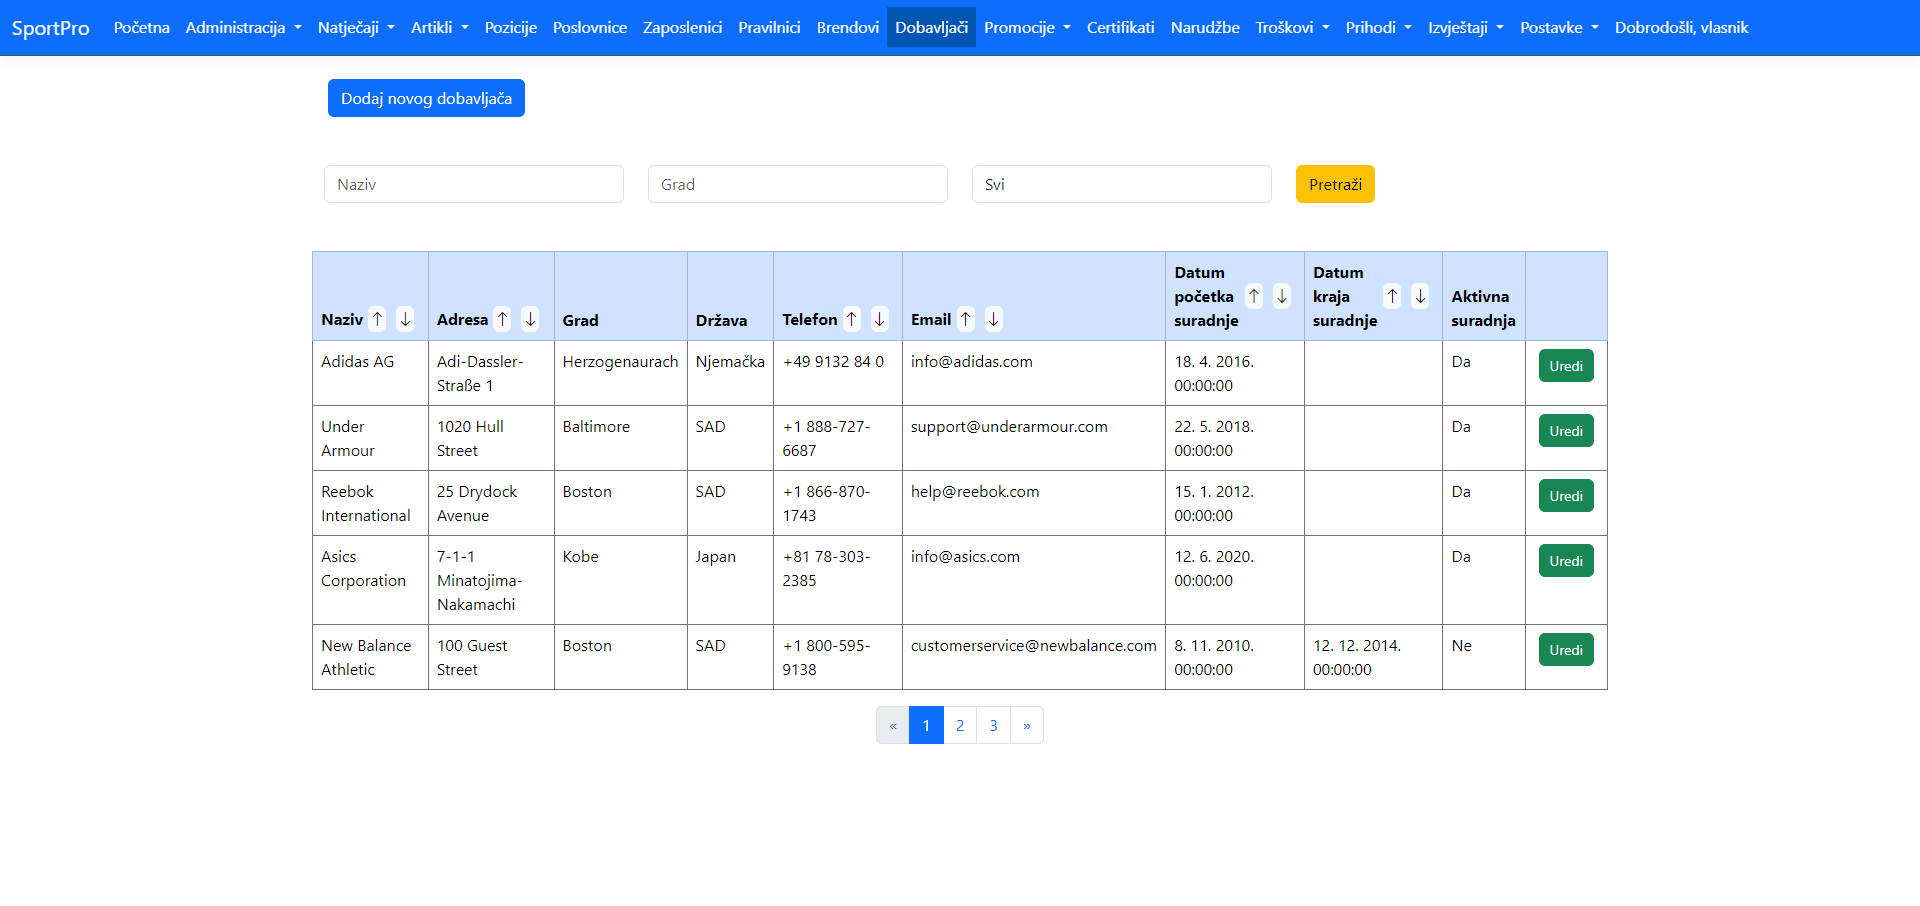 SportPro Početna Administracija Natječaji Artikli Pozicije Poslovnice Zaposlenici Pravilnici Brendovi Dobavljači Promocije Certifikati Narudžbe Troškovi Prihodi Izvještaji Postavke Dobrodošli, vlasnik
Dodaj novog dobavljača
Naziv Grad Svi Pretraži
Naziv ↑ ↓ Adresa ↑ ↓ Grad Država Telefon ↑ ↓ Email ↑ ↓
Datum
početka ↑ ↓
suradnje
Datum
kraja ↑ ↓
suradnje
Aktivna
suradnja
Adidas AG
Adi-Dassler-
Straße 1
Herzogenaurach
Njemačka
+49 9132 84 0
info@adidas.com
18. 4. 2016.
00:00:00
Da
Uredi
Under
Armour
1020 Hull
Street
Baltimore
SAD
+1 888-727-
6687
support@underarmour.com
22. 5. 2018.
00:00:00
Da
Uredi
Reebok
International
25 Drydock
Avenue
Boston
SAD
+1 866-870-
1743
help@reebok.com
15. 1. 2012.
00:00:00
Da
Uredi
Asics
Corporation
7-1-1
Minatojima-
Nakamachi
Kobe
Japan
+81 78-303-
2385
info@asics.com
12. 6. 2020.
00:00:00
Da
Uredi
New Balance
Athletic
100 Guest
Street
Boston
SAD
+1 800-595-
9138
customerservice@newbalance.com
8. 11. 2010.
00:00:00
12. 12. 2014.
00:00:00
Ne
Uredi
« 1 2 3 »